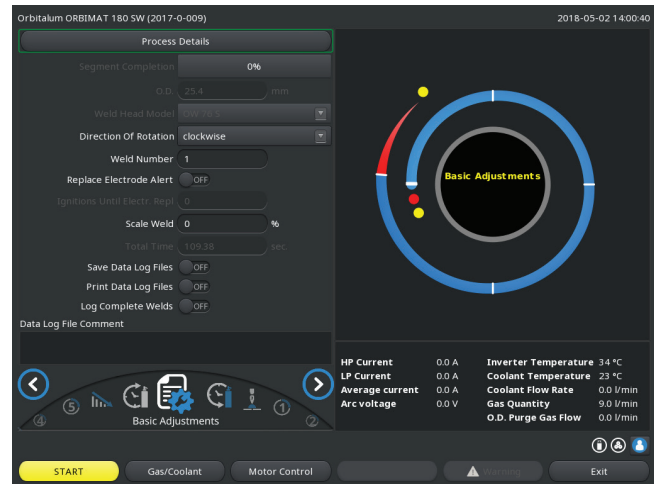 Orbitalum ORBIMAT 180 SW (2017-0-009)
2018-05-02 14:00:40
Process Details
Segment Completion 0%
O.D. 25.4 mm
Weld Head Model OW 76 S
Direction Of Rotation clockwise
Weld Number 1
Replace Electrode Alert OFF
Ignitions Until Electr. Repl 0
Scale Weld 0 %
Total Time 109.38 sec.
Save Data Log Files OFF
Print Data Log Files OFF
Log Complete Welds OFF
Data Log File Comment
4 5 1 2
Basic Adjustments
Basic Adjustments
HP Current 0.0 A Inverter Temperature 34 °C
LP Current 0.0 A Coolant Temperature 23 °C
Average current 0.0 A Coolant Flow Rate 0.0 l/min
Arc voltage 0.0 V Gas Quantity 9.0 l/min
O.D. Purge Gas Flow 0.0 l/min
START Gas/Coolant Motor Control Warning Exit